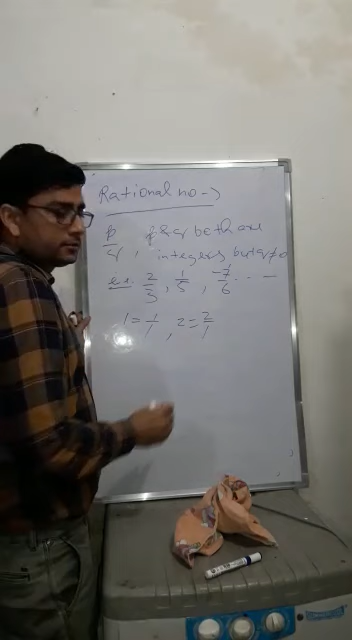 Rational no→
p/q, p & q both are
integers but q≠0
ex. 2/3, 1/5, -7/6 ... —
1 = 1/1, 2 = 2/1